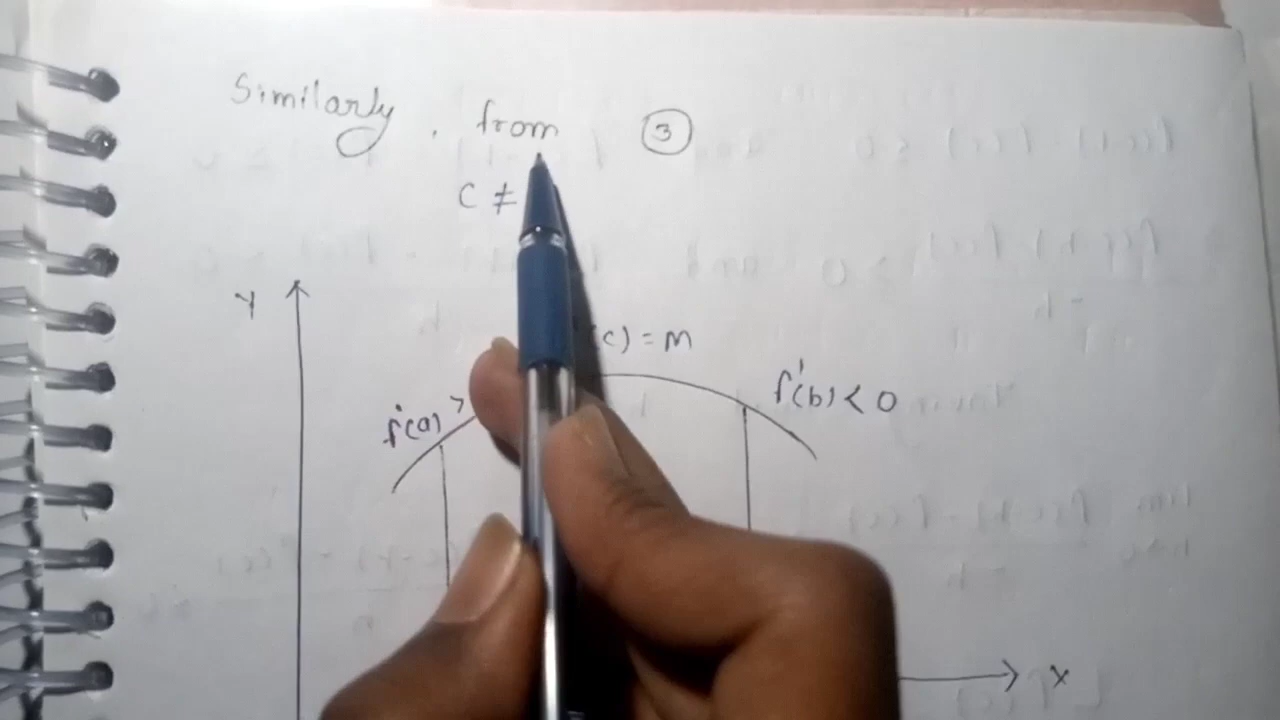 Similarly, from ③
C ≠
Y
(c) = M
f'(a) >
f'(b) < 0
X